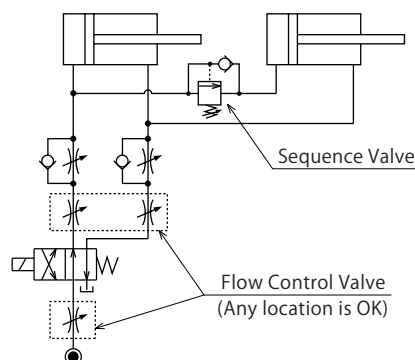 Sequence Valve
Flow Control Valve
(Any location is OK)